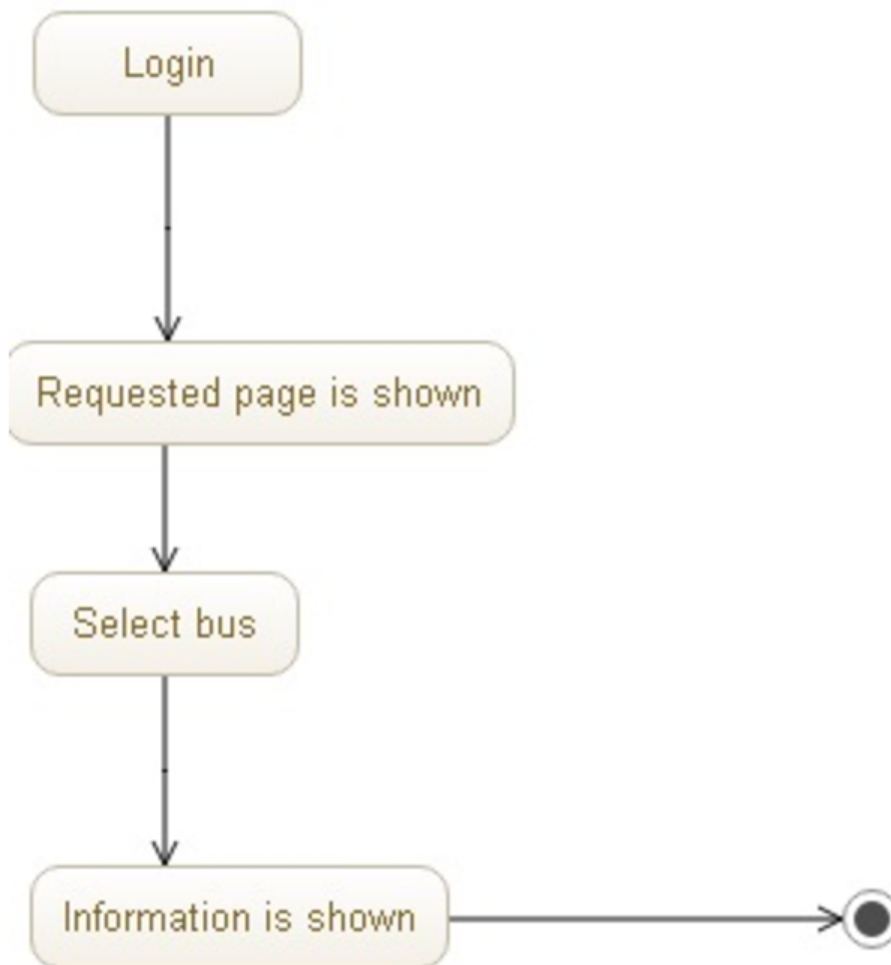 Login
Requested page is shown
Select bus
Information is shown